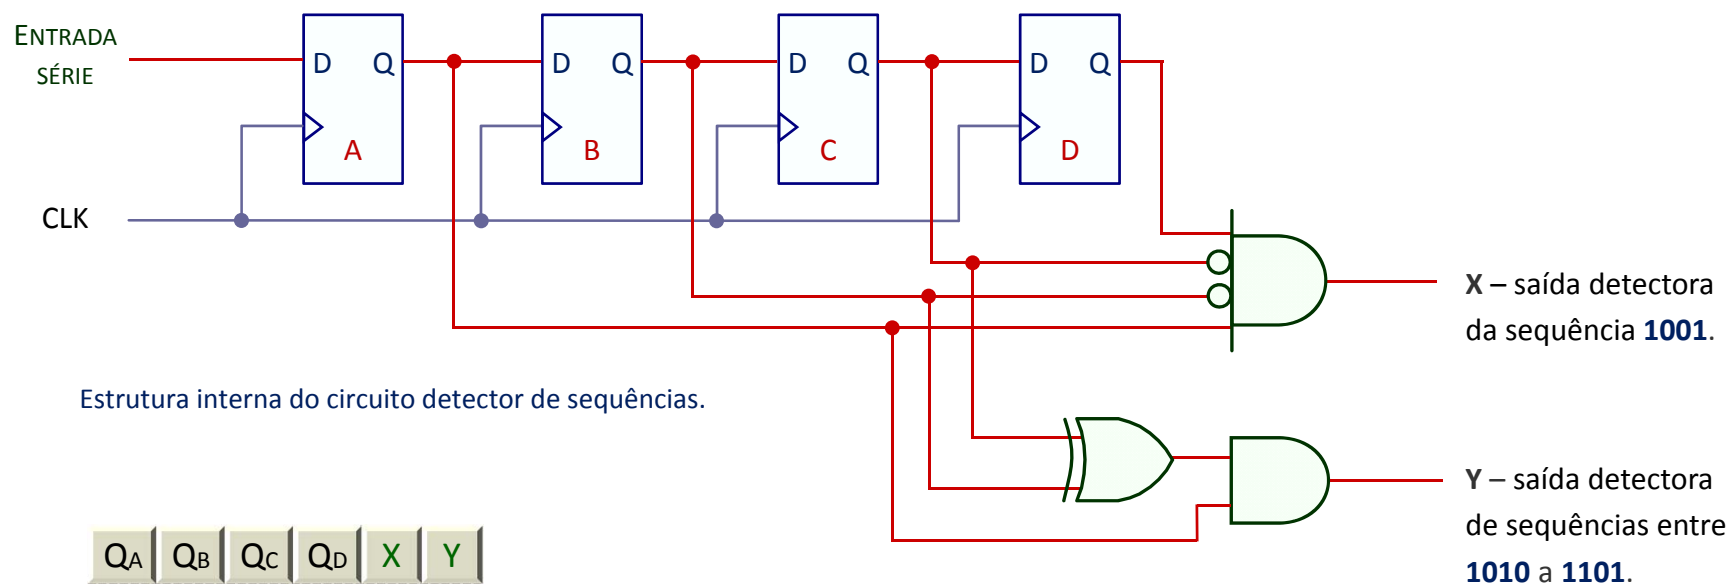 ENTRADA
SÉRIE
D Q D Q D Q D Q
A B C D
CLK
X – saída detectora
da sequência 1001.
Estrutura interna do circuito detector de sequências.
Y – saída detectora
de sequências entre
1010 a 1101.
QA QB QC QD X Y